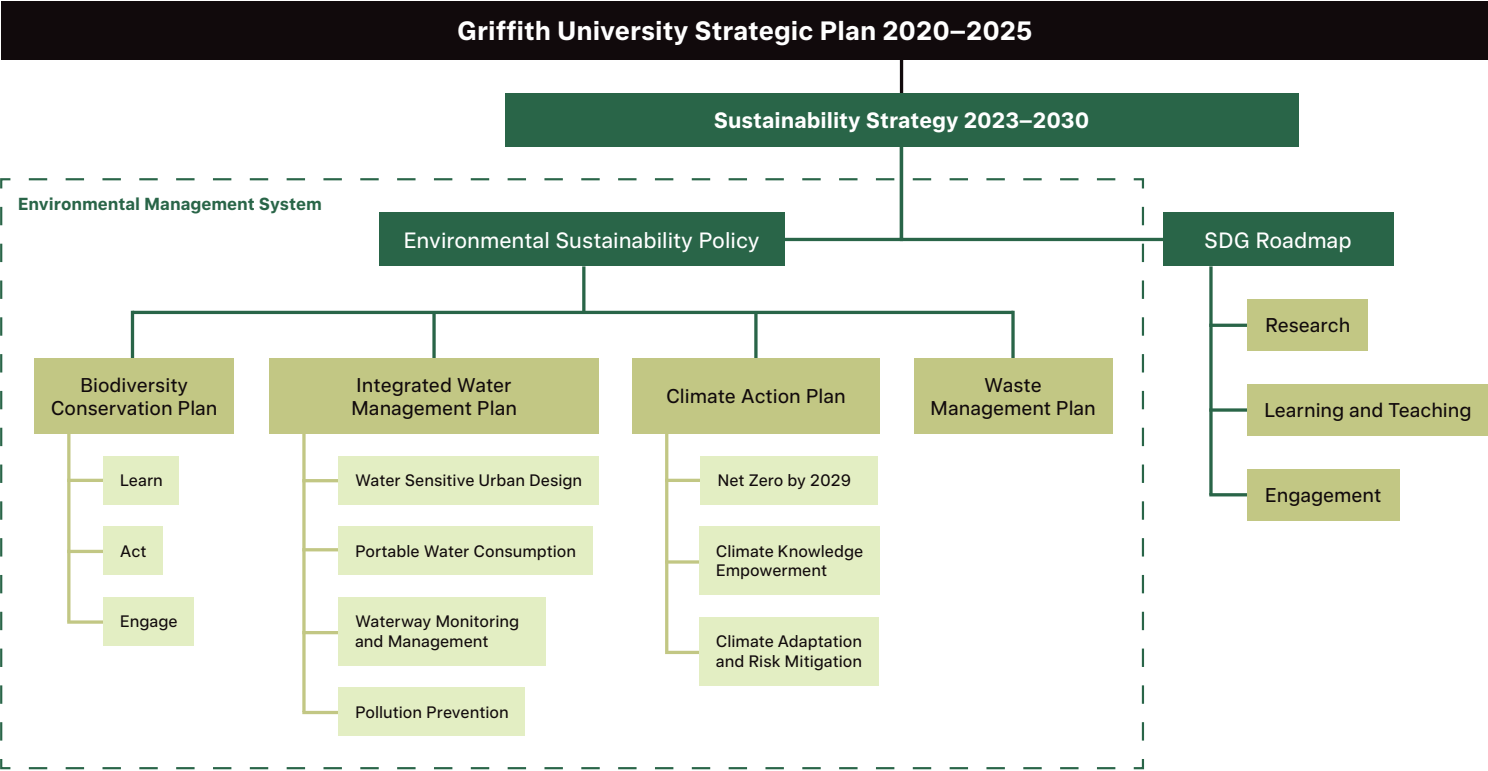 Griffith University Strategic Plan 2020–2025
Sustainability Strategy 2023–2030
Environmental Management System
Environmental Sustainability Policy
SDG Roadmap
Biodiversity
Conservation Plan
Learn
Act
Engage
Integrated Water
Management Plan
Water Sensitive Urban Design
Portable Water Consumption
Waterway Monitoring
and Management
Pollution Prevention
Climate Action Plan
Net Zero by 2029
Climate Knowledge
Empowerment
Climate Adaptation
and Risk Mitigation
Waste
Management Plan
Research
Learning and Teaching
Engagement